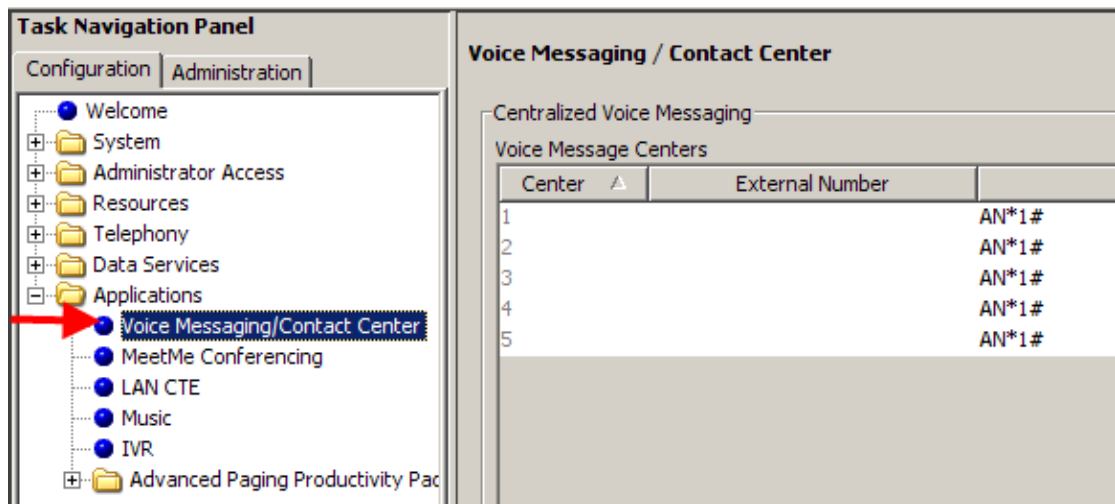 Task Navigation Panel
Configuration
Administration
Welcome
System
Administrator Access
Resources
Telephony
Data Services
Applications
Voice Messaging/Contact Center
MeetMe Conferencing
LAN CTE
Music
IVR
Advanced Paging Productivity Pac
Voice Messaging / Contact Center
Centralized Voice Messaging
Voice Message Centers
Center External Number
1 AN*1#
2 AN*1#
3 AN*1#
4 AN*1#
5 AN*1#